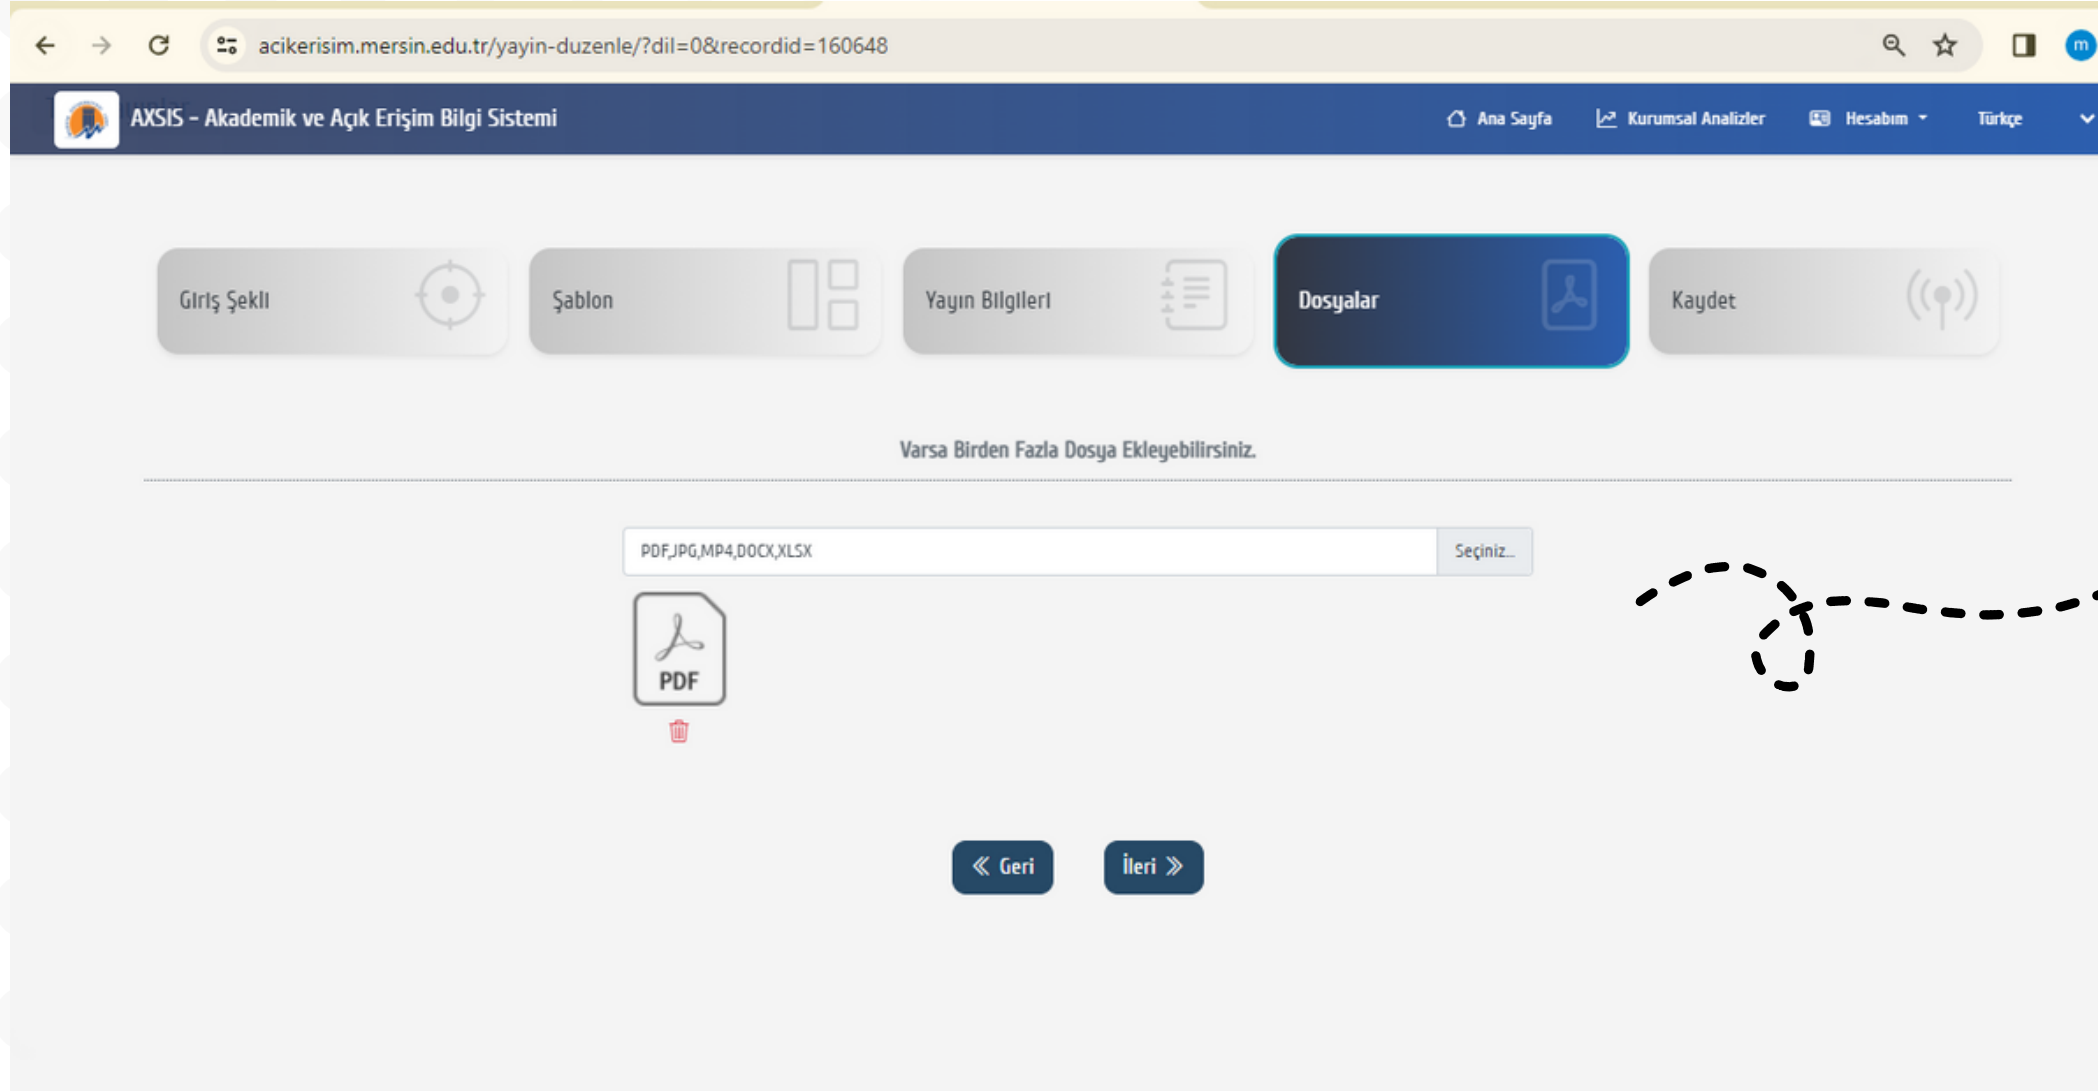 acikerisim.mersin.edu.tr/yayin-duzenle/?dil=0&recordid=160648
m
AXSIS - Akademik ve Açık Erişim Bilgi Sistemi
Ana Sayfa
Kurumsal Analizler
Hesabım
Türkçe
Giriş Şekli
Şablon
Yayın Bilgileri
Dosyalar
Kaydet
Varsa Birden Fazla Dosya Ekleyebilirsiniz.
PDF,JPG,MP4,DOCX,XLSX
Seçiniz...
PDF
Geri
İleri